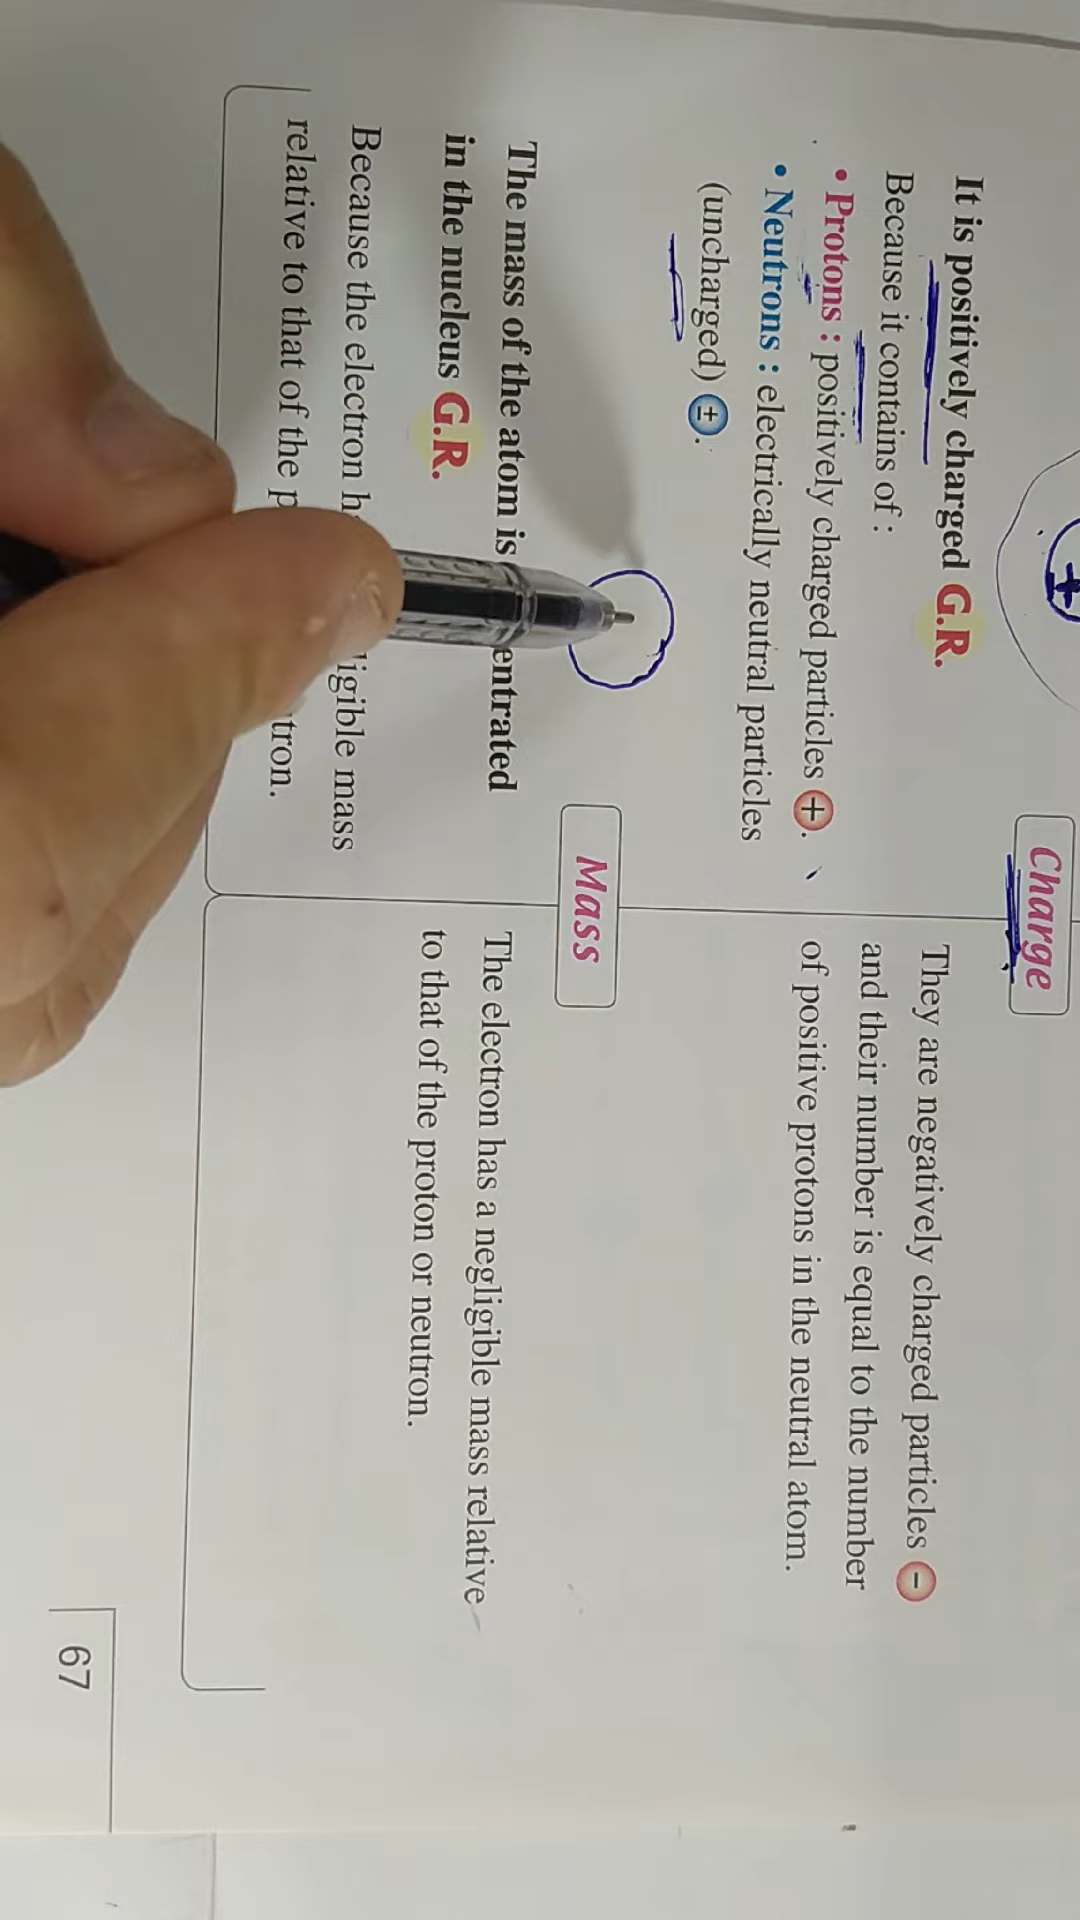 Charge
It is positively charged G.R.
Because it contains of :
• Protons : positively charged particles +.
• Neutrons : electrically neutral particles
(uncharged) ±.
They are negatively charged particles -
and their number is equal to the number
of positive protons in the neutral atom.
Mass
The mass of the atom is entrated
in the nucleus G.R.
Because the electron h ligible mass
relative to that of the p tron.
The electron has a negligible mass relative
to that of the proton or neutron.
67
+